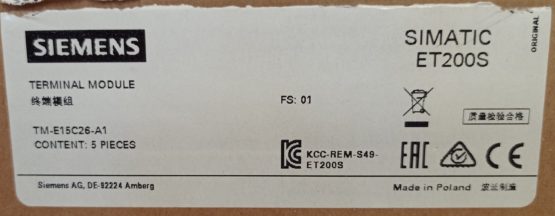 SIEMENS
SIMATIC
ET200S
ORIGINAL
TERMINAL MODULE
终端模组
FS: 01
质量检验合格
TM-E15C26-A1
CONTENT: 5 PIECES
KCC-REM-S49-
ET200S
EAC
CE
Siemens AG, DE-92224 Amberg
Made in Poland 波兰制造